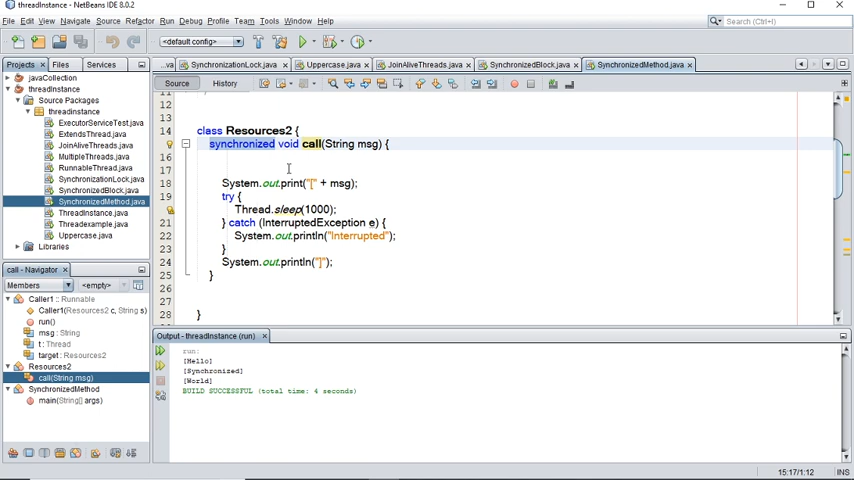 threadInstance - NetBeans IDE 8.0.2
File Edit View Navigate Source Refactor Run Debug Profile Team Tools Window Help
<default config>
Search (Ctrl+I)
Projects Files Services
...va SynchronizationLock.java Uppercase.java JoinAliveThreads.java SynchronizedBlock.java SynchronizedMethod.java
javaCollection
threadInstance
Source Packages
threadinstance
ExecutorServiceTest.java
ExtendsThread.java
JoinAliveThreads.java
MultipleThreads.java
RunnableThread.java
SynchronizationLock.java
SynchronizedBlock.java
SynchronizedMethod.java
ThreadInstance.java
Threadexample.java
Uppercase.java
Libraries
Source History
11
12
13
14 class Resources2 {
synchronized void call(String msg) {
16
17
18 System.out.print("[" + msg);
19 try {
Thread.sleep(1000);
21 } catch (InterruptedException e) {
22 System.out.println("Interrupted");
23 }
24 System.out.println("]");
25 }
26
27
28 }
call - Navigator
Members <empty>
Caller1 :: Runnable
Caller1(Resources2 c, String s)
run()
msg : String
t : Thread
target : Resources2
Resources2
call(String msg)
SynchronizedMethod
main(String[] args)
Output - threadInstance (run)
run:
[Hello]
[Synchronized]
[World]
BUILD SUCCESSFUL (total time: 4 seconds)
15:17/1:12 INS